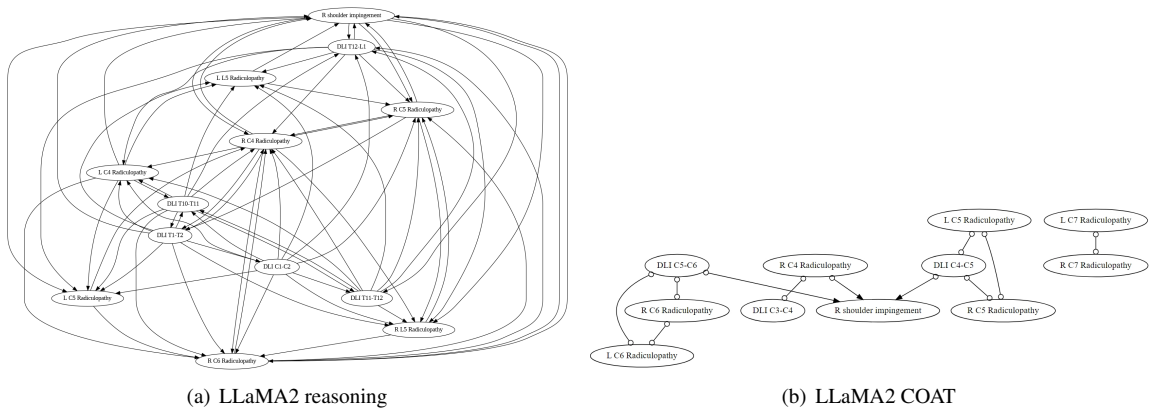 R shoulder impingement
DLI T12-L1
L L5 Radiculopathy
R C5 Radiculopathy
R C4 Radiculopathy
L C4 Radiculopathy
DLI T10-T11
DLI T1-T2
DLI C1-C2
L C5 Radiculopathy
DLI T11-T12
R L5 Radiculopathy
R C6 Radiculopathy
(a) LLaMA2 reasoning
L C5 Radiculopathy
L C7 Radiculopathy
DLI C5-C6
R C4 Radiculopathy
DLI C4-C5
R C7 Radiculopathy
R C6 Radiculopathy
DLI C3-C4
R shoulder impingement
R C5 Radiculopathy
L C6 Radiculopathy
(b) LLaMA2 COAT